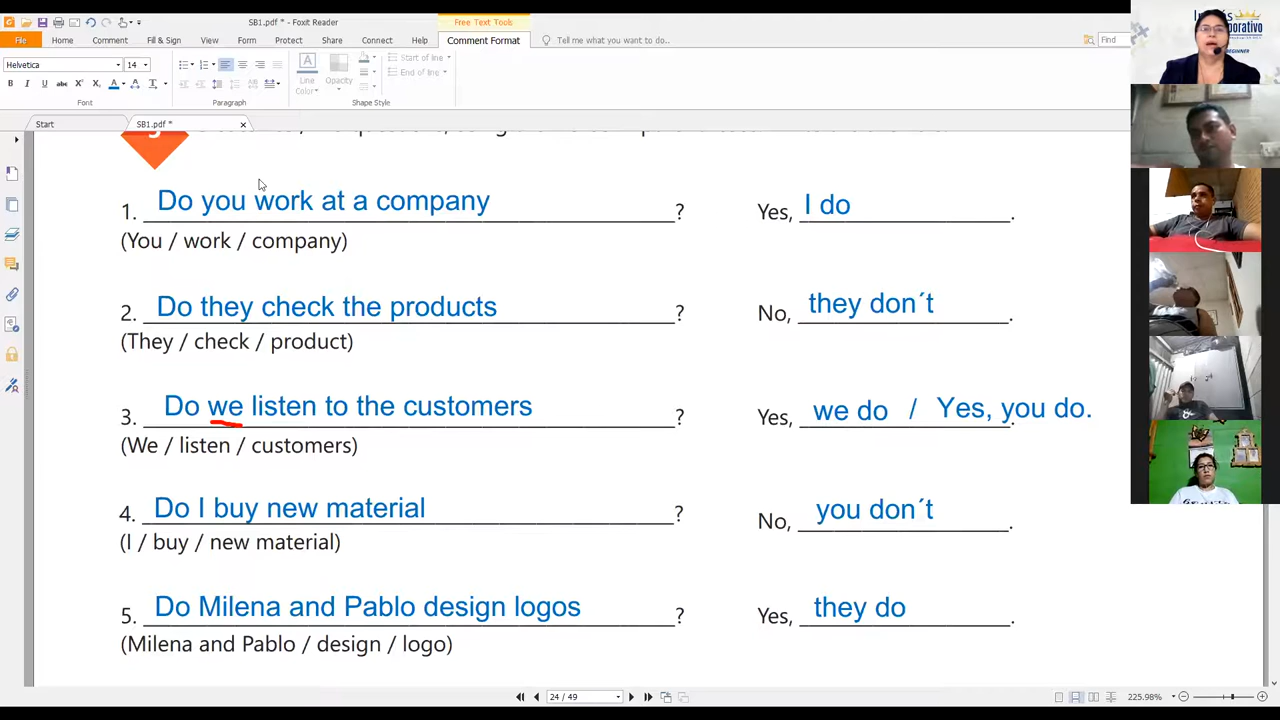 SB1.pdf * - Foxit Reader
Free Text Tools
File Home Comment Fill & Sign View Form Protect Share Connect Help Comment Format Tell me what you want to do.. Find
Helvetica 14
Line Color
Opacity
Start of line
End of line
Font Paragraph Shape Style
Start SB1.pdf *
1. Do you work at a company ? Yes, I do .
(You / work / company)
2. Do they check the products ? No, they don´t .
(They / check / product)
3. Do we listen to the customers ? Yes, we do / Yes, you do. .
(We / listen / customers)
4. Do I buy new material ? No, you don´t .
(I / buy / new material)
5. Do Milena and Pablo design logos ? Yes, they do .
(Milena and Pablo / design / logo)
24 / 49
225.98%